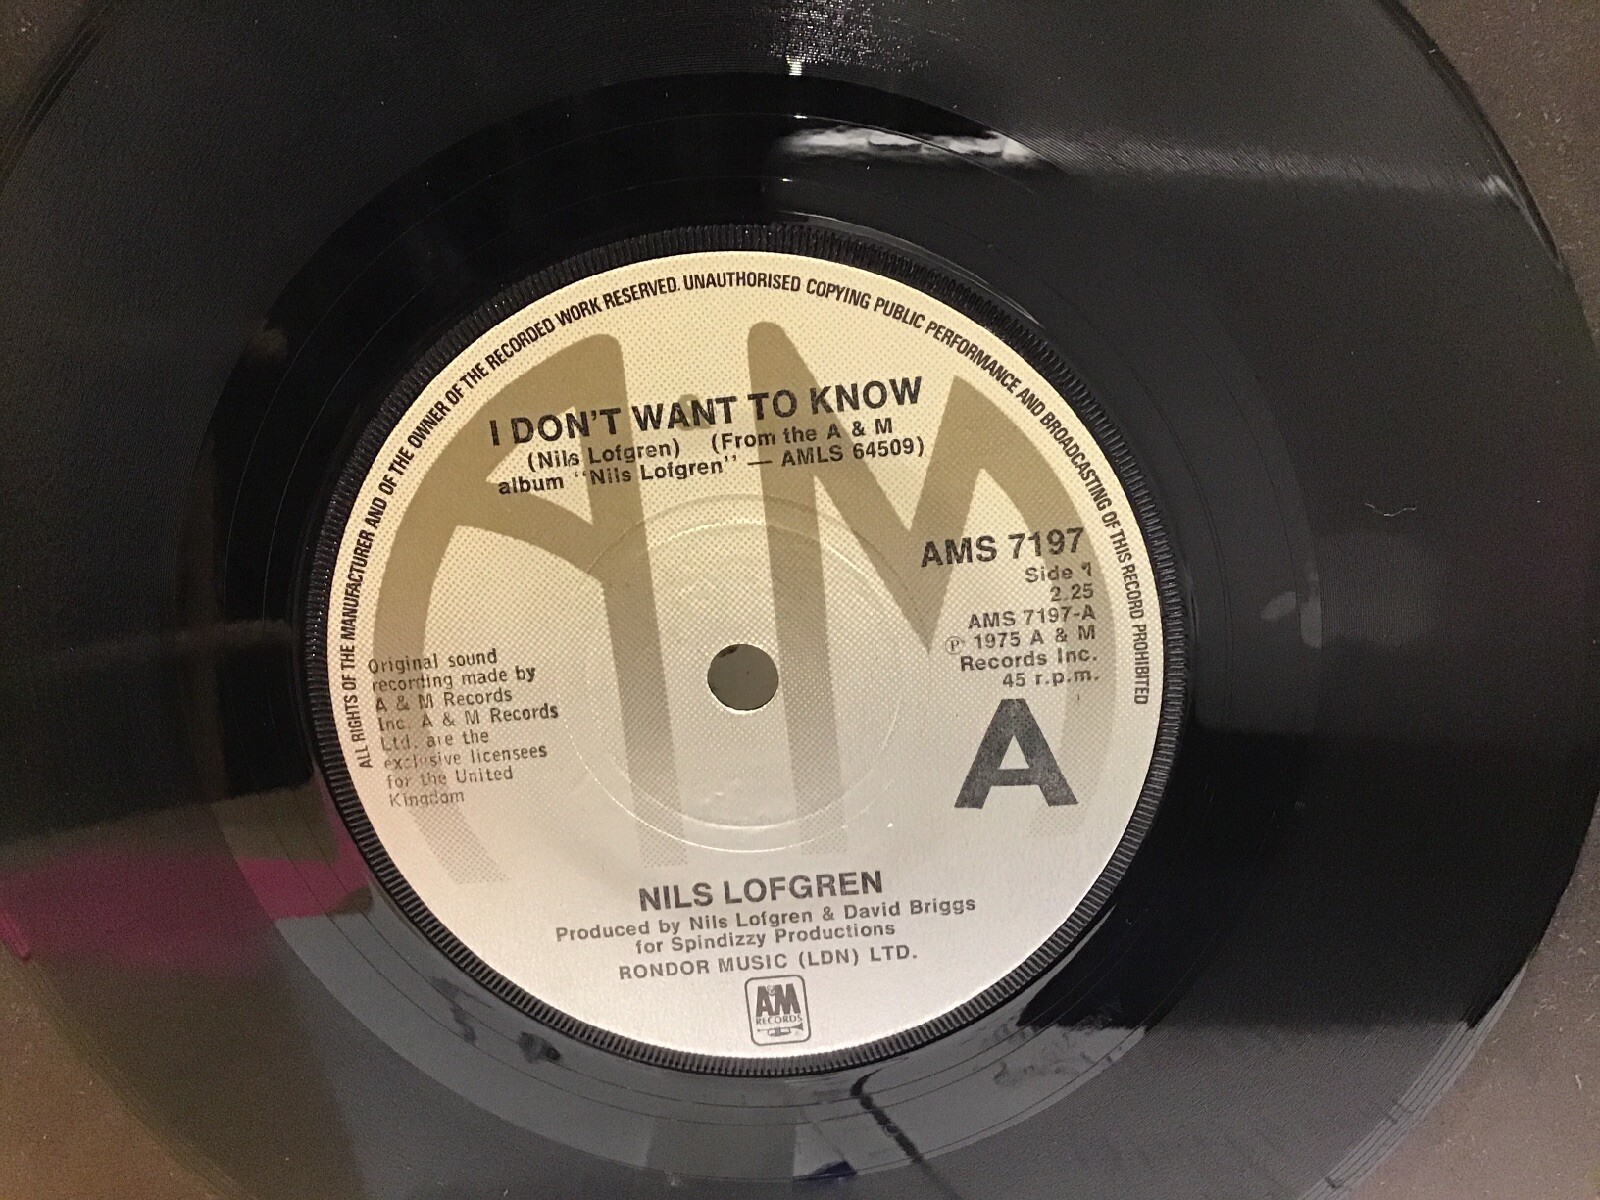 ALL RIGHTS OF THE MANUFACTURER AND OF THE OWNER OF THE RECORDED WORK RESERVED. UNAUTHORISED COPYING PUBLIC PERFORMANCE AND BROADCASTING OF THIS RECORD PROHIBITED
I DON'T WANT TO KNOW
(Nils Lofgren) (From the A & M
album "Nils Lofgren" — AMLS 64509)
AMS 7197
Side 1
2.25
AMS 7197-A
℗ 1975 A & M
Records Inc.
45 r.p.m.
A
Original sound
recording made by
A & M Records
Inc. A & M Records
Ltd. are the
exclusive licensees
for the United
Kingdom
NILS LOFGREN
Produced by Nils Lofgren & David Briggs
for Spindizzy Productions
RONDOR MUSIC (LDN) LTD.
A&M
RECORDS